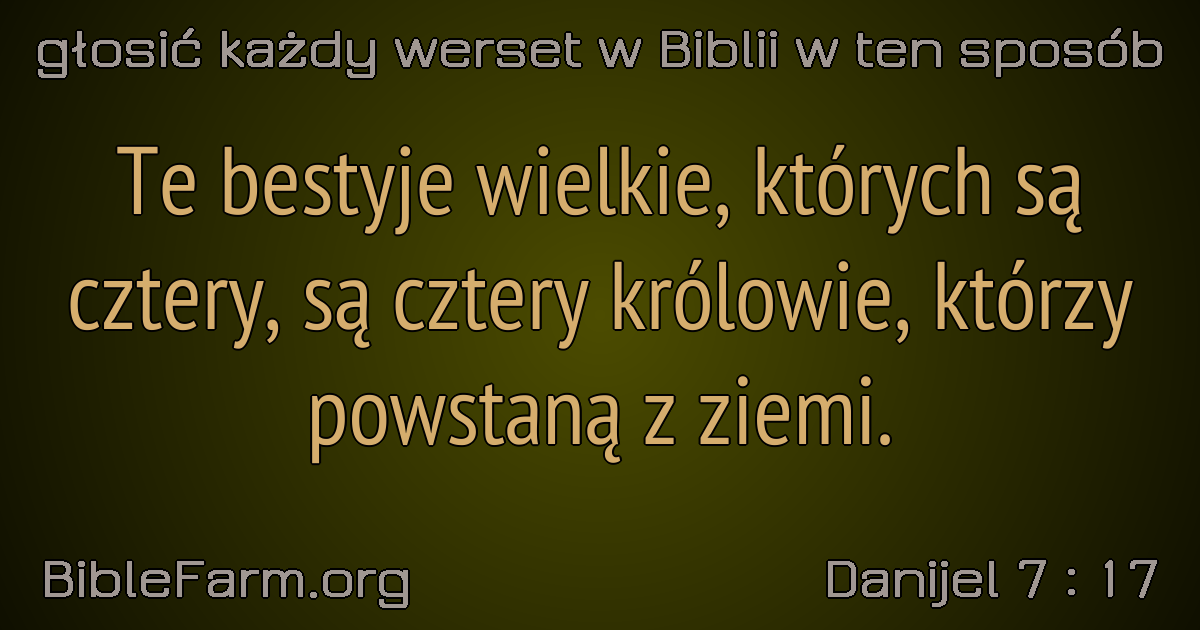 głosić każdy werset w Biblii w ten sposób
Te bestyje wielkie, których są
cztery, są cztery królowie, którzy
powstaną z ziemi.
BibleFarm.org
Danijel 7 : 17